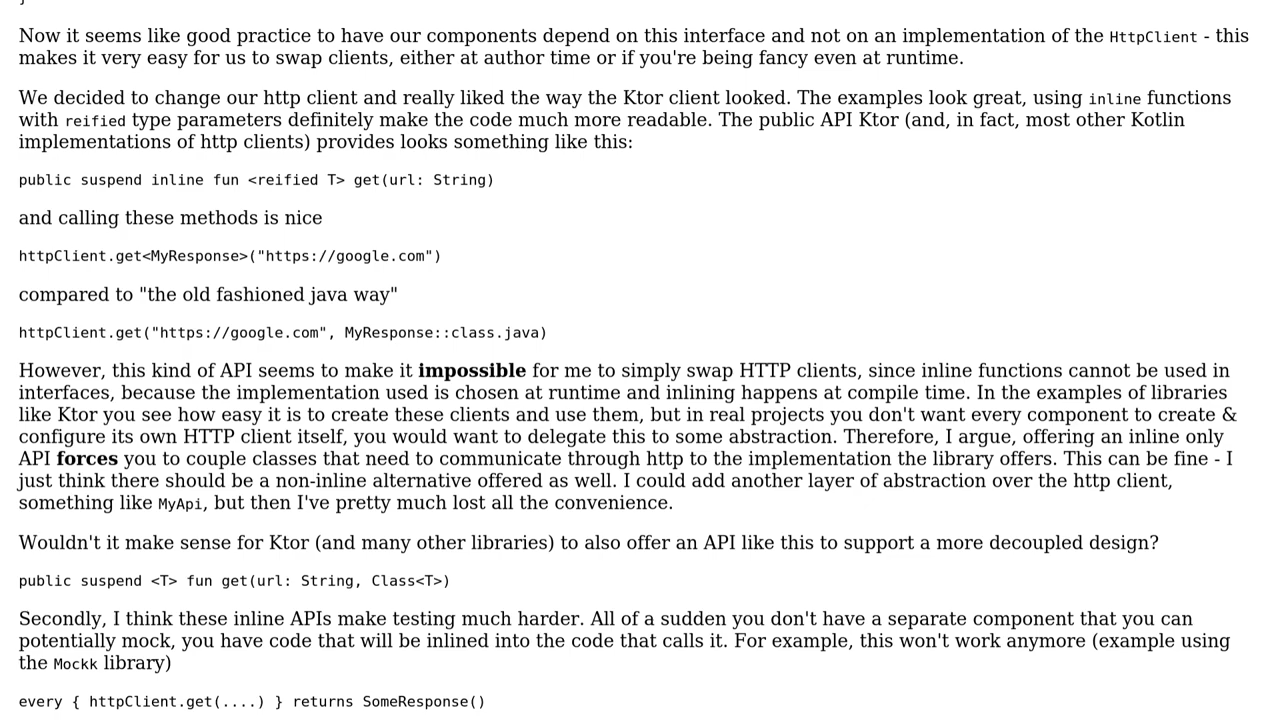 }
Now it seems like good practice to have our components depend on this interface and not on an implementation of the HttpClient - this
makes it very easy for us to swap clients, either at author time or if you're being fancy even at runtime.
We decided to change our http client and really liked the way the Ktor client looked. The examples look great, using inline functions
with reified type parameters definitely make the code much more readable. The public API Ktor (and, in fact, most other Kotlin
implementations of http clients) provides looks something like this:
public suspend inline fun <reified T> get(url: String)
and calling these methods is nice
httpClient.get<MyResponse>("https://google.com")
compared to "the old fashioned java way"
httpClient.get("https://google.com", MyResponse::class.java)
However, this kind of API seems to make it impossible for me to simply swap HTTP clients, since inline functions cannot be used in
interfaces, because the implementation used is chosen at runtime and inlining happens at compile time. In the examples of libraries
like Ktor you see how easy it is to create these clients and use them, but in real projects you don't want every component to create &
configure its own HTTP client itself, you would want to delegate this to some abstraction. Therefore, I argue, offering an inline only
API forces you to couple classes that need to communicate through http to the implementation the library offers. This can be fine - I
just think there should be a non-inline alternative offered as well. I could add another layer of abstraction over the http client,
something like MyApi, but then I've pretty much lost all the convenience.
Wouldn't it make sense for Ktor (and many other libraries) to also offer an API like this to support a more decoupled design?
public suspend <T> fun get(url: String, Class<T>)
Secondly, I think these inline APIs make testing much harder. All of a sudden you don't have a separate component that you can
potentially mock, you have code that will be inlined into the code that calls it. For example, this won't work anymore (example using
the Mockk library)
every { httpClient.get(....) } returns SomeResponse()